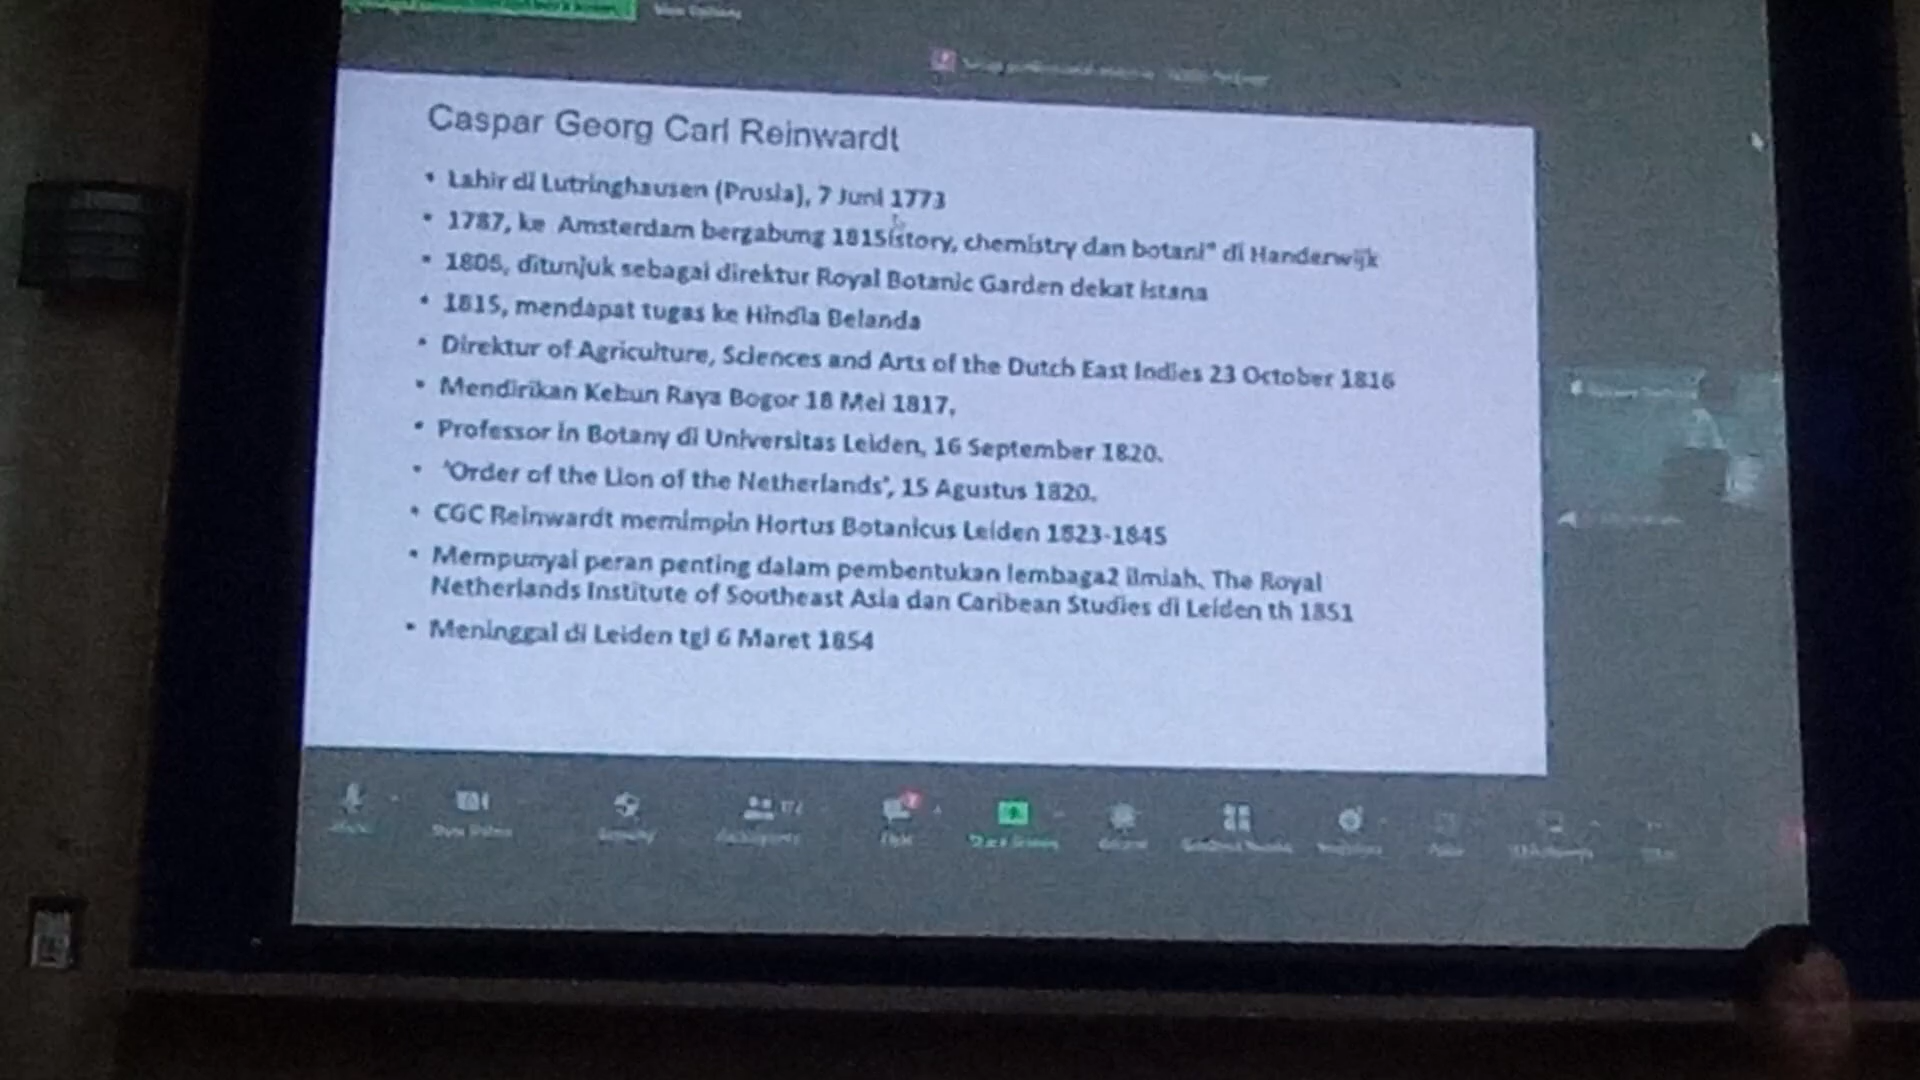 Caspar Georg Carl Reinwardt
• Lahir di Lutringhausen (Prusia), 7 Juni 1773
• 1787, ke Amsterdam bergabung 1815istory, chemistry dan botani" di Handerwijk
• 1806, ditunjuk sebagai direktur Royal Botanic Garden dekat istana
• 1815, mendapat tugas ke Hindia Belanda
• Direktur of Agriculture, Sciences and Arts of the Dutch East Indies 23 October 1816
• Mendirikan Kebun Raya Bogor 18 Mei 1817,
• Professor in Botany di Universitas Leiden, 16 September 1820.
• 'Order of the Lion of the Netherlands', 15 Agustus 1820.
• CGC Reinwardt memimpin Hortus Botanicus Leiden 1823-1845
• Mempunyai peran penting dalam pembentukan lembaga2 ilmiah. The Royal
Netherlands Institute of Southeast Asia dan Caribean Studies di Leiden th 1851
• Meninggal di Leiden tgl 6 Maret 1854